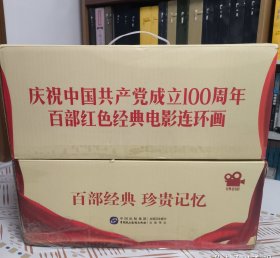 庆祝中国共产党成立100周年
百部红色经典电影连环画
百部经典 珍贵记忆